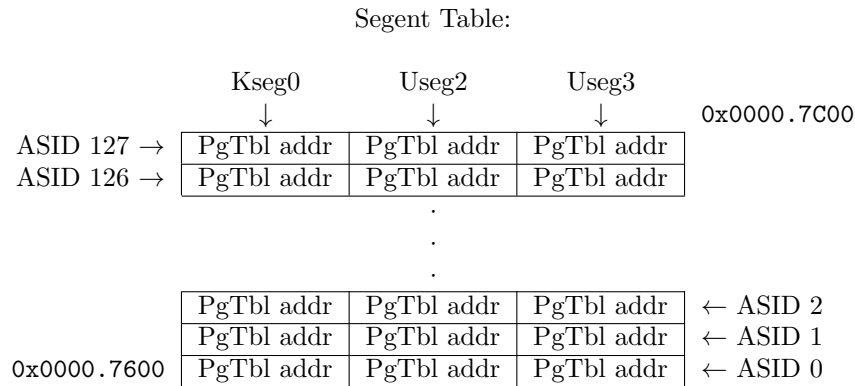 Segent Table:
Kseg0 Useg2 Useg3
↓ ↓ ↓ 0x0000.7C00
ASID 127 → PgTbl addr PgTbl addr PgTbl addr
ASID 126 → PgTbl addr PgTbl addr PgTbl addr
.
.
.
PgTbl addr PgTbl addr PgTbl addr ← ASID 2
PgTbl addr PgTbl addr PgTbl addr ← ASID 1
0x0000.7600 PgTbl addr PgTbl addr PgTbl addr ← ASID 0